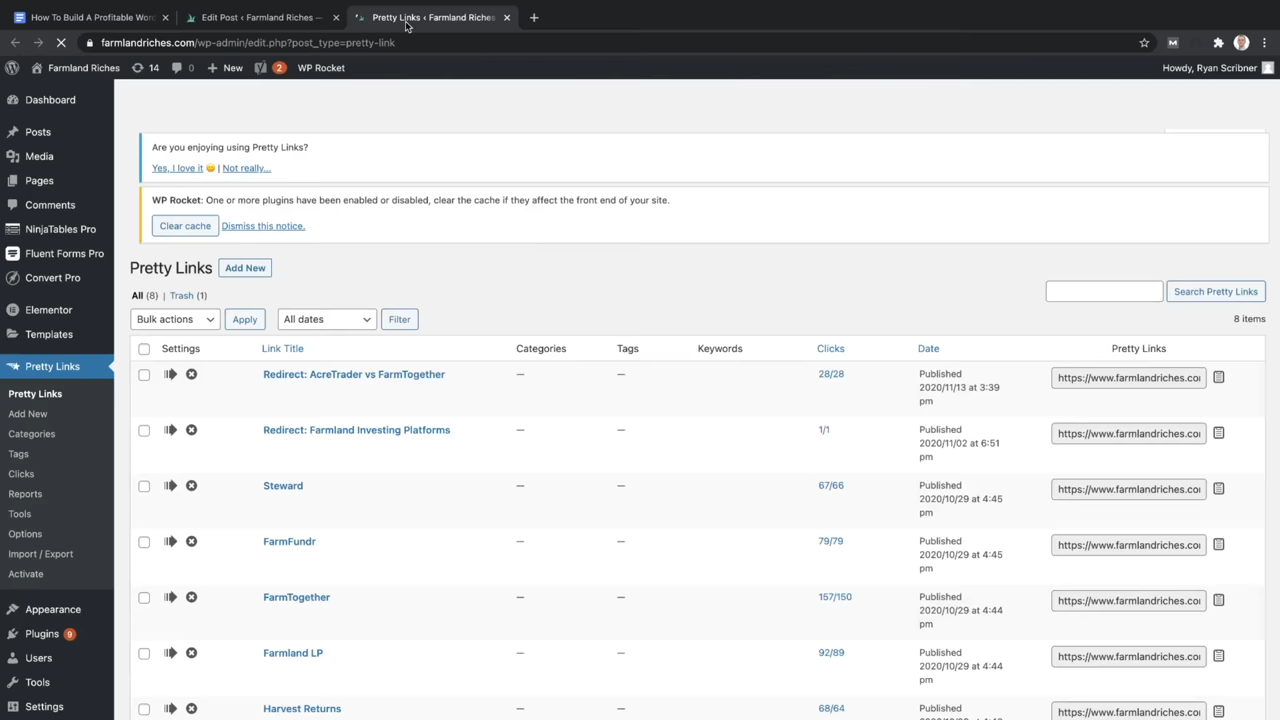 How To Build A Profitable Wor
Edit Post ‹ Farmland Riches —
Pretty Links ‹ Farmland Riches
farmlandriches.com/wp-admin/edit.php?post_type=pretty-link
Farmland Riches 14 0 New 2 WP Rocket
Howdy, Ryan Scribner
Dashboard
Posts
Media
Pages
Comments
NinjaTables Pro
Fluent Forms Pro
Convert Pro
Elementor
Templates
Pretty Links
Pretty Links
Add New
Categories
Tags
Clicks
Reports
Tools
Options
Import / Export
Activate
Appearance
Plugins 9
Users
Tools
Settings
Are you enjoying using Pretty Links?
Yes, I love it 😊 | Not really...
WP Rocket: One or more plugins have been enabled or disabled, clear the cache if they affect the front end of your site.
Clear cache Dismiss this notice.
Pretty Links Add New
All (8) | Trash (1)
Search Pretty Links
Bulk actions Apply All dates Filter
8 items
Settings Link Title Categories Tags Keywords Clicks Date Pretty Links
Redirect: AcreTrader vs FarmTogether — — 28/28 Published https://www.farmlandriches.co
2020/11/13 at 3:39
pm
Redirect: Farmland Investing Platforms — — 1/1 Published https://www.farmlandriches.co
2020/11/02 at 6:51
pm
Steward — — 67/66 Published https://www.farmlandriches.co
2020/10/29 at 4:45
pm
FarmFundr — — 79/79 Published https://www.farmlandriches.co
2020/10/29 at 4:45
pm
FarmTogether — — 157/150 Published https://www.farmlandriches.co
2020/10/29 at 4:44
pm
Farmland LP — — 92/89 Published https://www.farmlandriches.co
2020/10/29 at 4:44
pm
Harvest Returns — — 68/64 Published https://www.farmlandriches.co